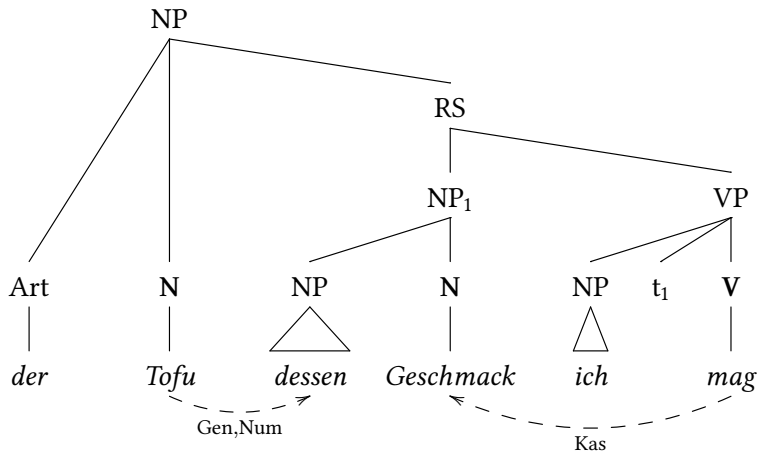 NP
RS
NP₁ VP
Art N NP N NP t₁ V
der Tofu dessen Geschmack ich mag
Gen,Num
Kas